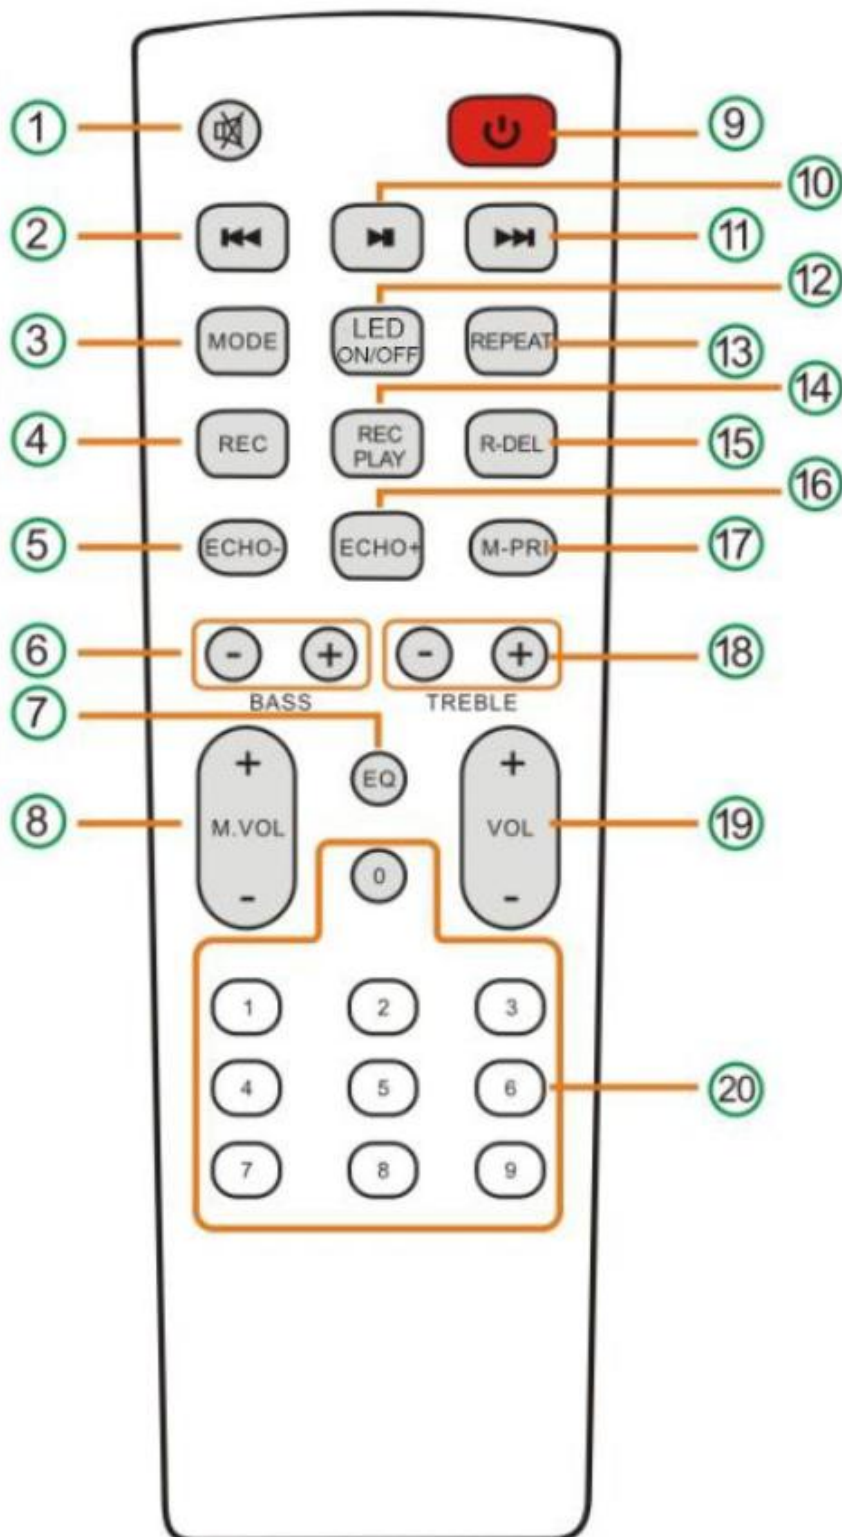 1 9
10
2 11
12
3 MODE LED ON/OFF REPEAT 13
14
4 REC REC PLAY R-DEL 15
16
5 ECHO- ECHO+ M-PRI 17
6 - + - + 18
BASS TREBLE
7
+ EQ +
8 M.VOL VOL 19
- 0 -
1 2 3
4 5 6 20
7 8 9